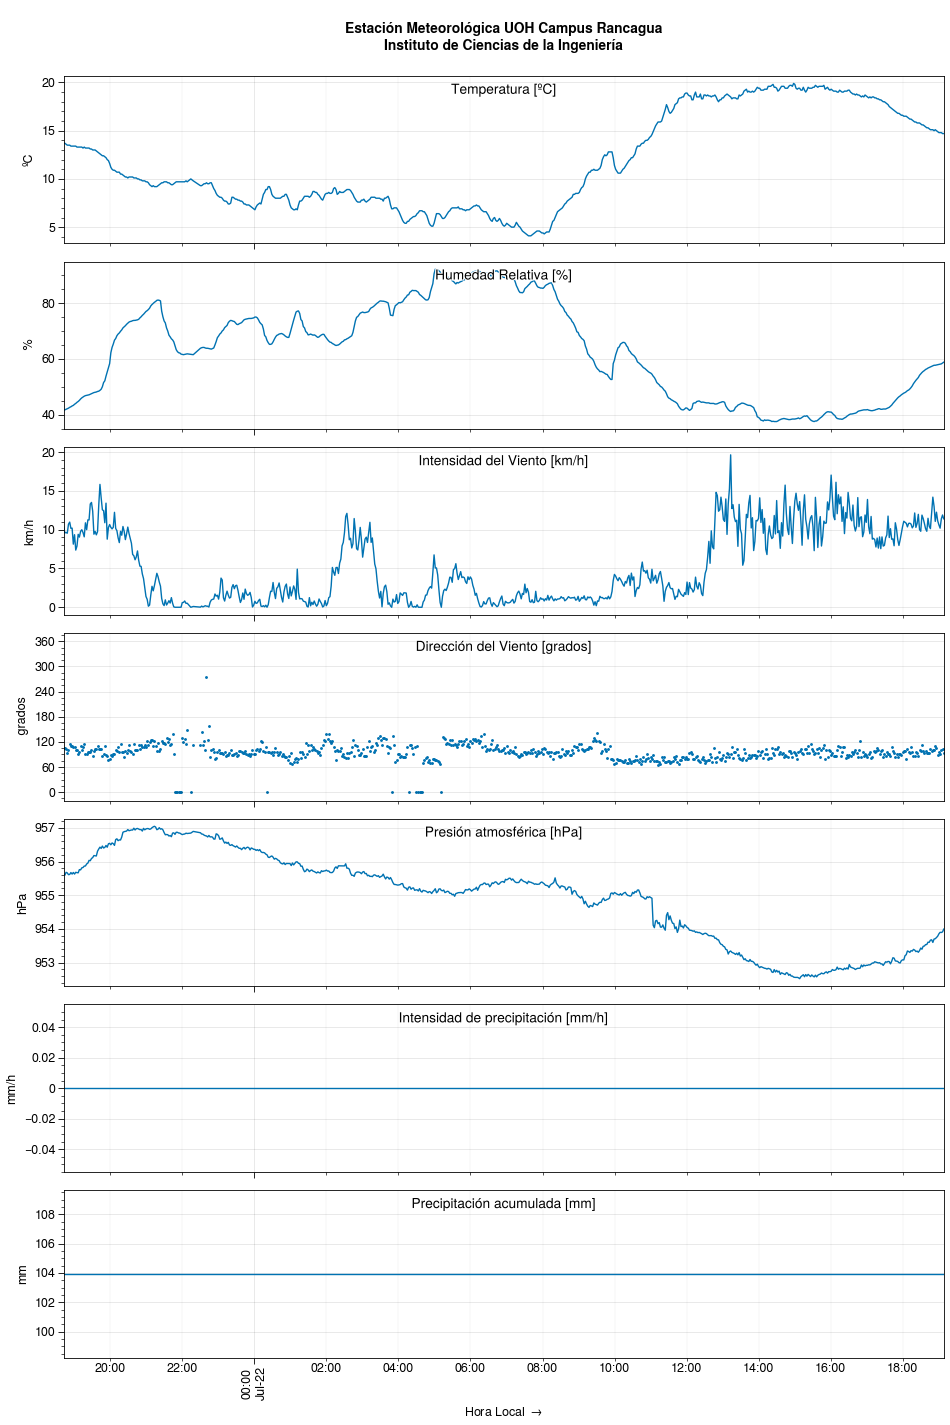 Estación Meteorológica UOH Campus Rancagua
Instituto de Ciencias de la Ingeniería
Temperatura [ºC]
20
15
10
5
ºC
Humedad Relativa [%]
80
60
40
%
Intensidad del Viento [km/h]
20
15
10
5
0
km/h
Dirección del Viento [grados]
360
300
240
180
120
60
0
grados
Presión atmosférica [hPa]
957
956
955
954
953
hPa
Intensidad de precipitación [mm/h]
0.04
0.02
0
−0.02
−0.04
mm/h
Precipitación acumulada [mm]
108
106
104
102
100
mm
20:00 22:00 00:00 02:00 04:00 06:00 08:00 10:00 12:00 14:00 16:00 18:00
Jul-22
Hora Local →